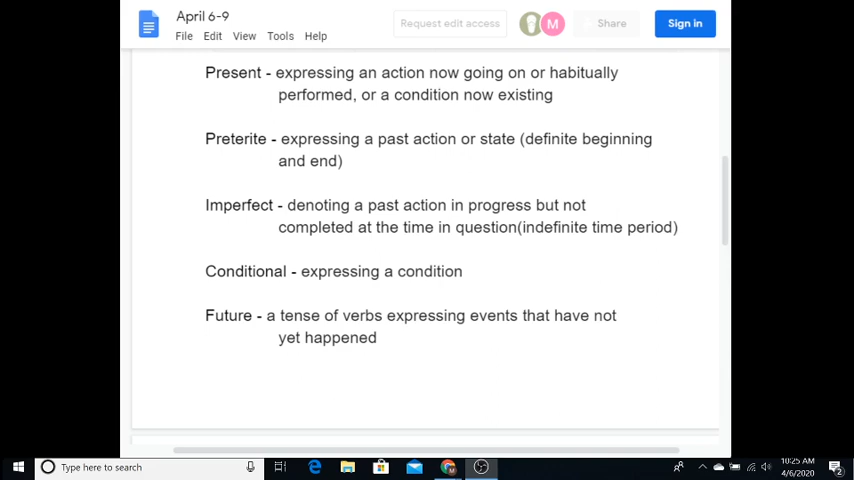 April 6-9
File Edit View Tools Help
Request edit access
M
Share
Sign in
Present - expressing an action now going on or habitually
performed, or a condition now existing
Preterite - expressing a past action or state (definite beginning
and end)
Imperfect - denoting a past action in progress but not
completed at the time in question(indefinite time period)
Conditional - expressing a condition
Future - a tense of verbs expressing events that have not
yet happened
Type here to search
10:25 AM
4/6/2020
2